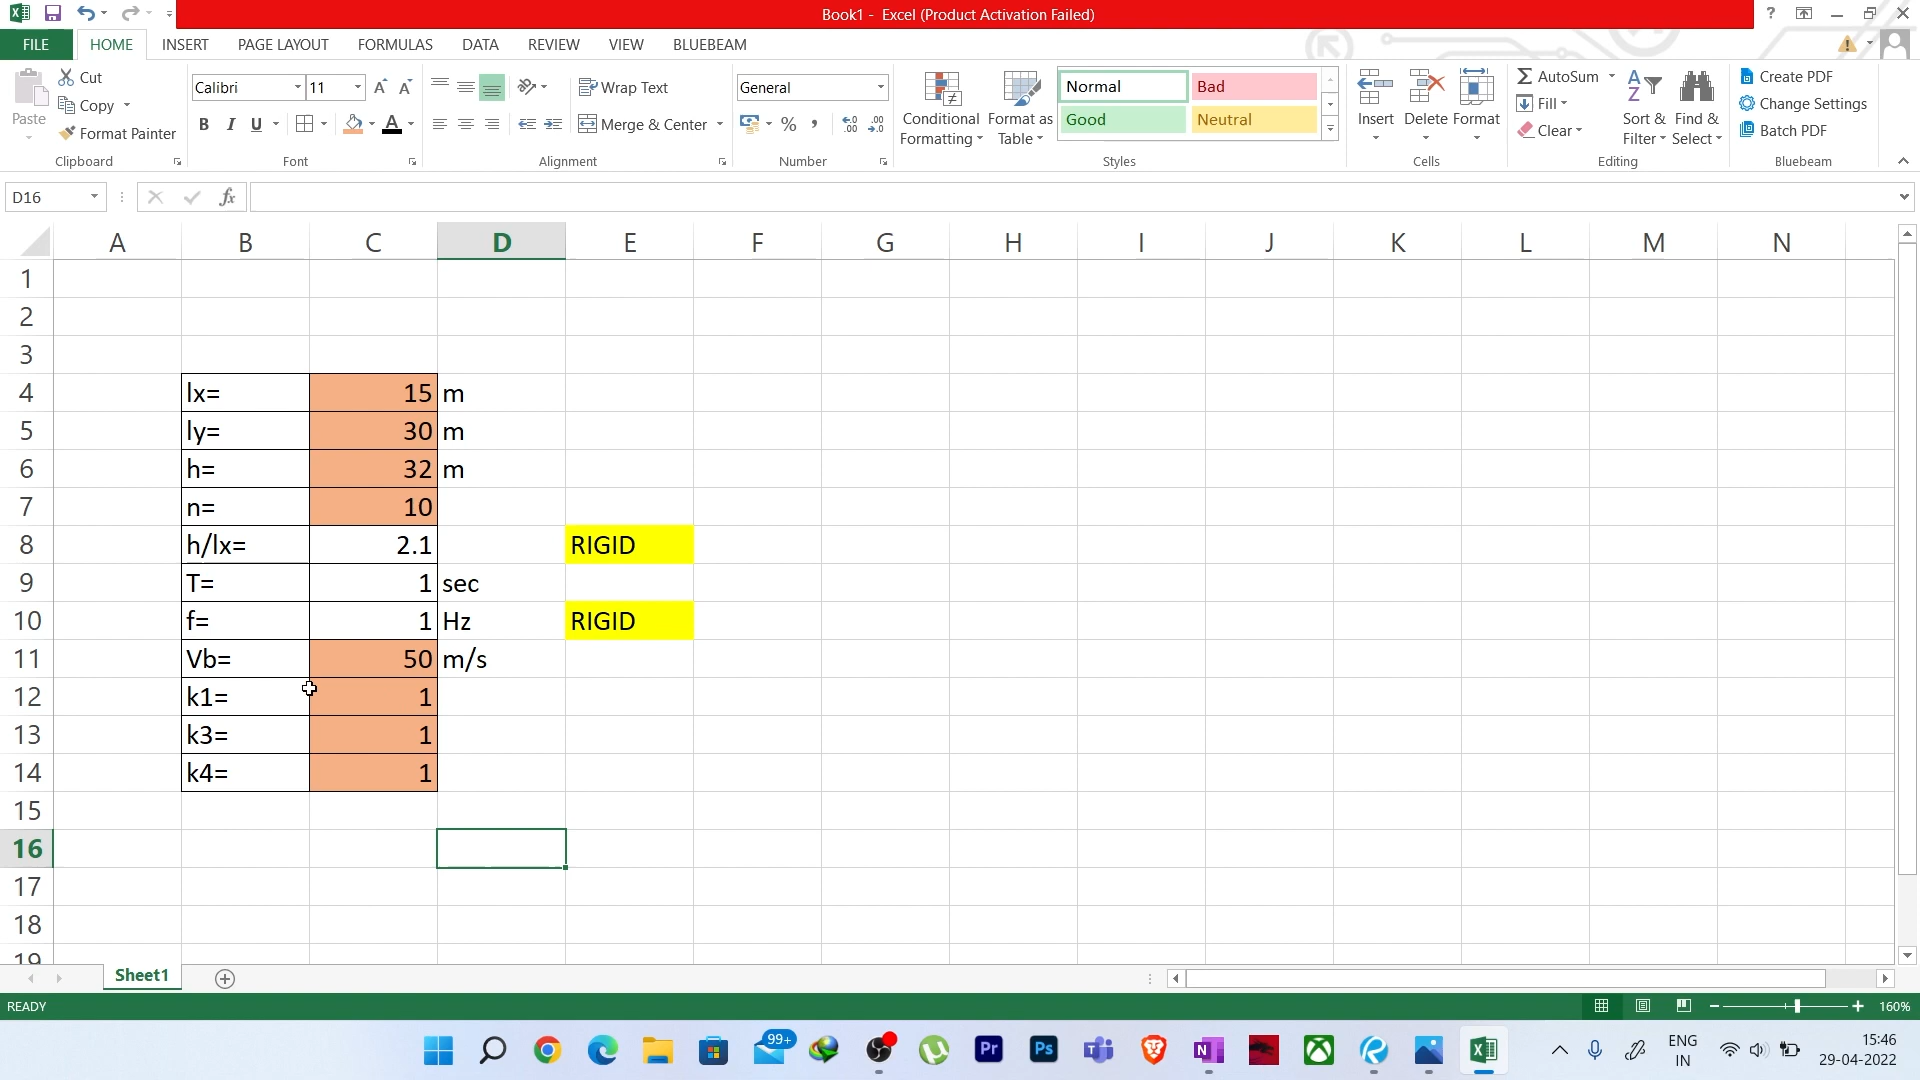 Book1 - Excel (Product Activation Failed)
?
FILE HOME INSERT PAGE LAYOUT FORMULAS DATA REVIEW VIEW BLUEBEAM
Paste
Cut
Copy
Format Painter
Clipboard
Calibri 11
B I U
Font
Wrap Text
Merge & Center
Alignment
General
%
Number
Conditional Formatting
Format as Table
Normal Bad
Good Neutral
Styles
Insert Delete Format
Cells
AutoSum
Fill
Clear
Sort & Filter
Find & Select
Editing
Create PDF
Change Settings
Batch PDF
Bluebeam
D16
fx
A B C D E F G H I J K L M N
1
2
3
4 lx= 15 m
5 ly= 30 m
6 h= 32 m
7 n= 10
8 h/lx= 2.1 RIGID
9 T= 1 sec
10 f= 1 Hz RIGID
11 Vb= 50 m/s
12 k1= 1
13 k3= 1
14 k4= 1
15
16
17
18
19
Sheet1
READY
160%
99+
Pr
Ps
ENG
IN
15:46
29-04-2022